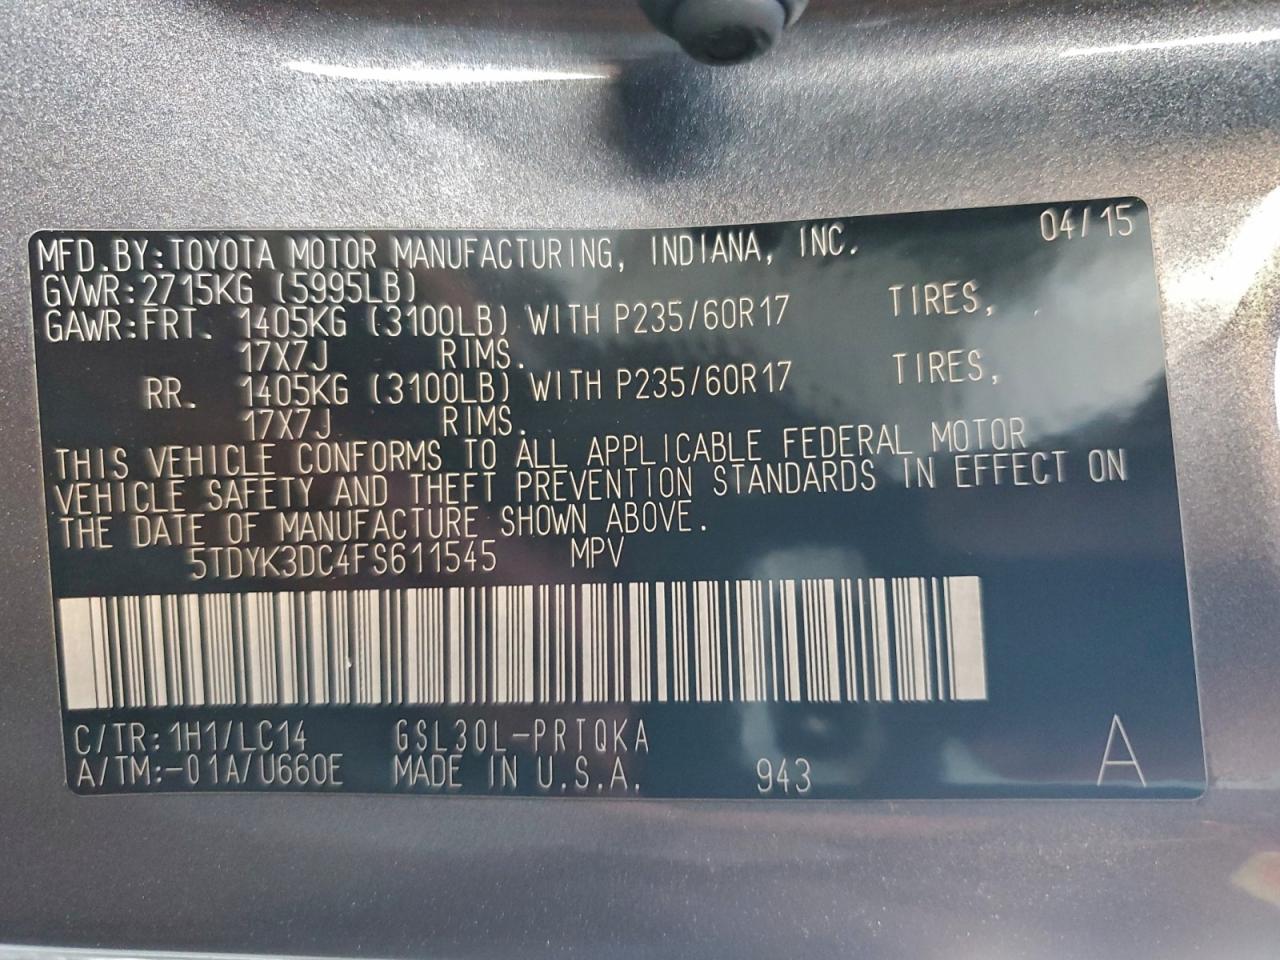 04/15
MFD.BY:TOYOTA MOTOR MANUFACTURING, INDIANA, INC.
GVWR:2715KG (5995LB)
GAWR:FRT. 1405KG (3100LB) WITH P235/60R17 TIRES,
17X7J RIMS.
RR. 1405KG (3100LB) WITH P235/60R17 TIRES,
17X7J RIMS.
THIS VEHICLE CONFORMS TO ALL APPLICABLE FEDERAL MOTOR
VEHICLE SAFETY AND THEFT PREVENTION STANDARDS IN EFFECT ON
THE DATE OF MANUFACTURE SHOWN ABOVE.
5TDYK3DC4FS611545 MPV
C/TR:1H1/LC14 GSL30L-PRTQKA
A/TM:-01A/U660E MADE IN U.S.A. 943 A